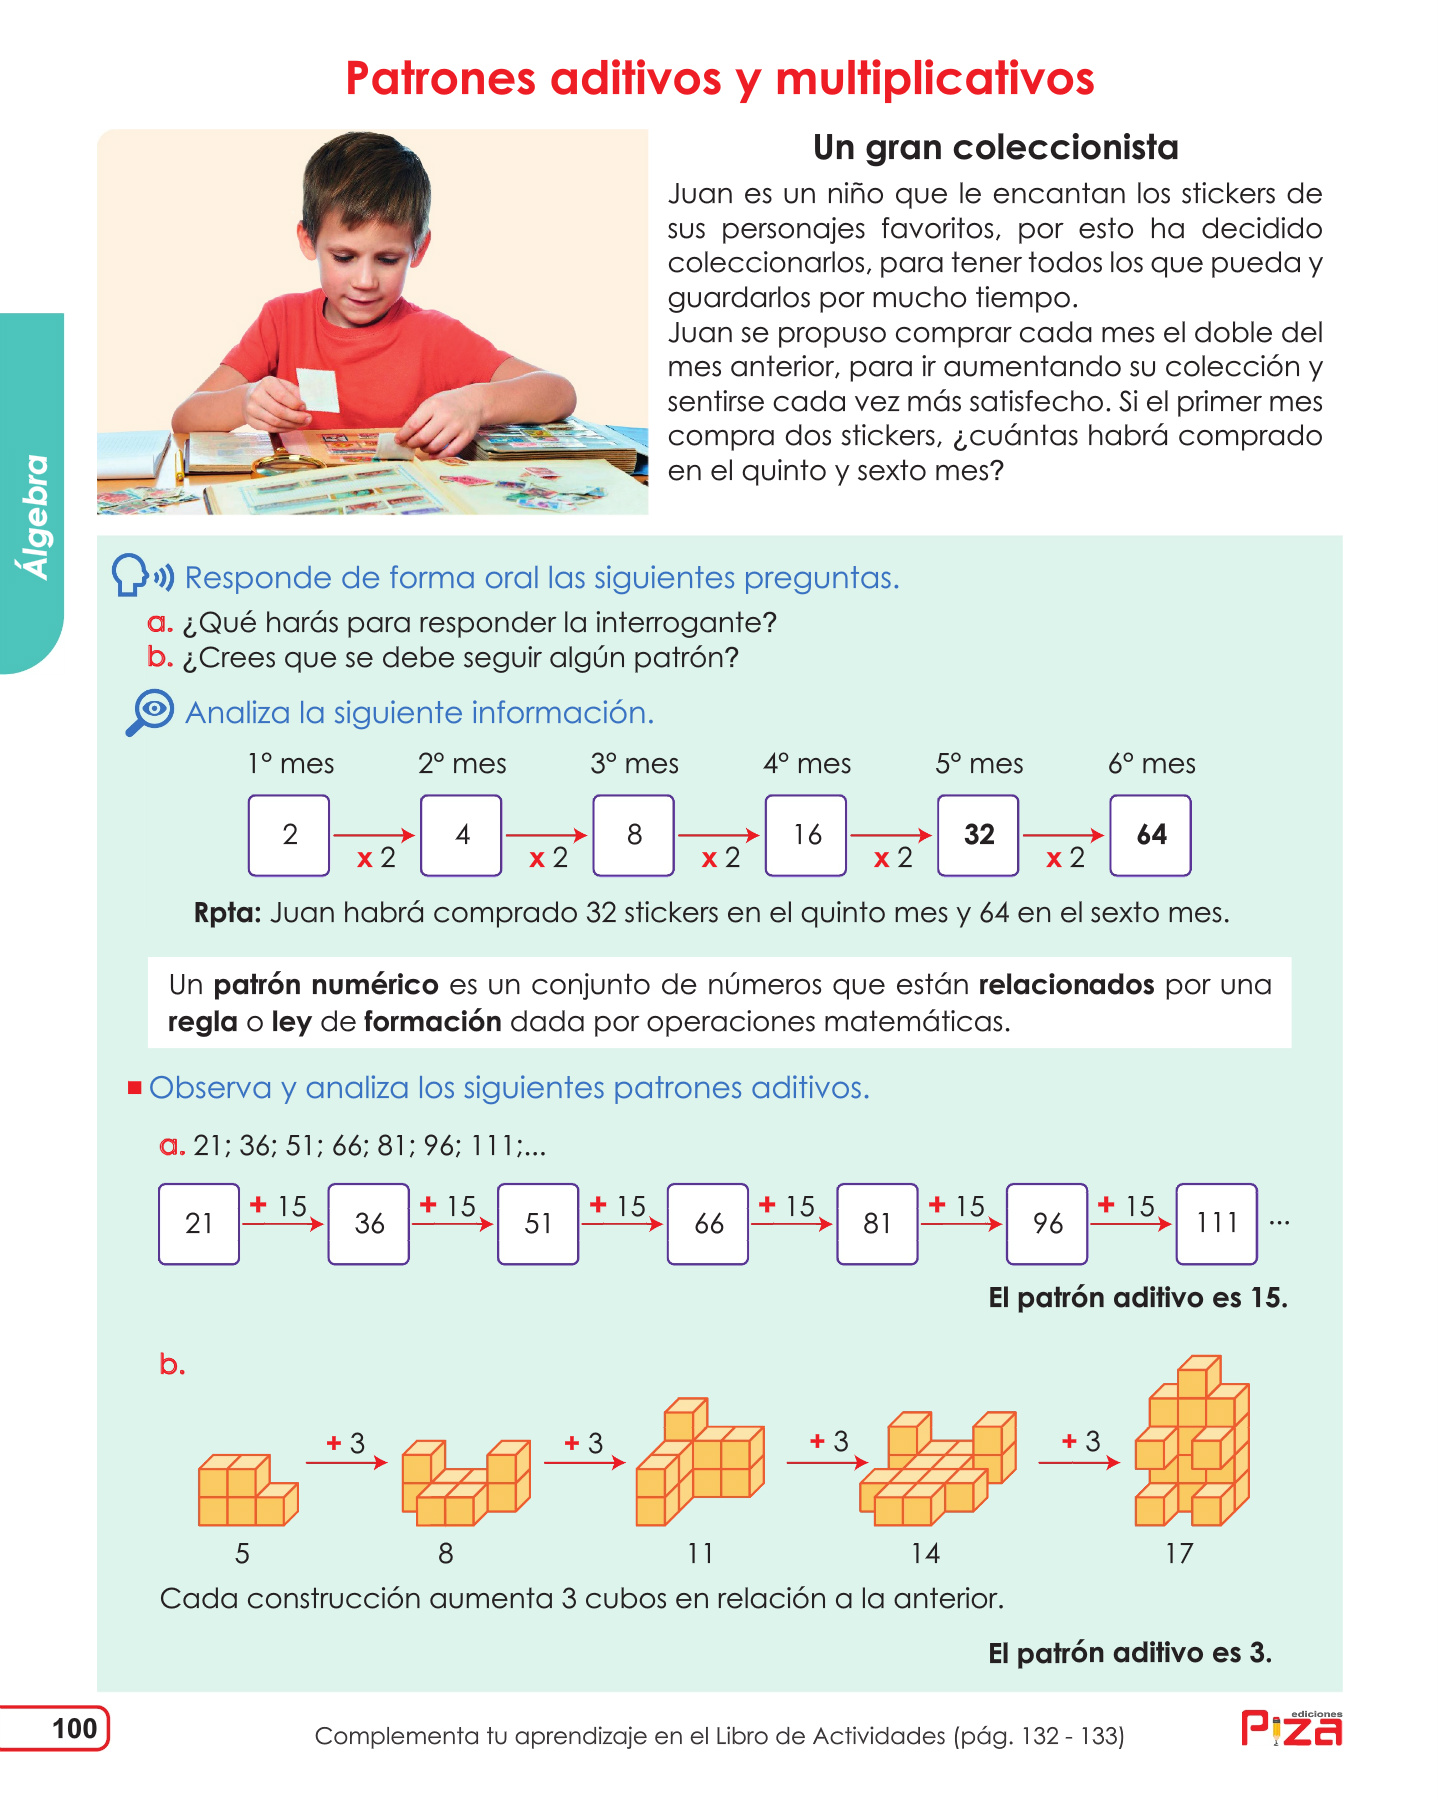 Patrones aditivos y multiplicativos
Un gran coleccionista
Juan es un niño que le encantan los stickers de
sus personajes favoritos, por esto ha decidido
coleccionarlos, para tener todos los que pueda y
guardarlos por mucho tiempo.
Juan se propuso comprar cada mes el doble del
mes anterior, para ir aumentando su colección y
sentirse cada vez más satisfecho. Si el primer mes
compra dos stickers, ¿cuántas habrá comprado
en el quinto y sexto mes?
Álgebra
Responde de forma oral las siguientes preguntas.
a. ¿Qué harás para responder la interrogante?
b. ¿Crees que se debe seguir algún patrón?
Analiza la siguiente información.
1° mes 2° mes 3° mes 4° mes 5° mes 6° mes
2 4 8 16 32 64
x 2 x 2 x 2 x 2 x 2
Rpta: Juan habrá comprado 32 stickers en el quinto mes y 64 en el sexto mes.
Un patrón numérico es un conjunto de números que están relacionados por una
regla o ley de formación dada por operaciones matemáticas.
Observa y analiza los siguientes patrones aditivos.
a. 21; 36; 51; 66; 81; 96; 111;...
+ 15 + 15 + 15 + 15 + 15 + 15
21 36 51 66 81 96 111 ...
El patrón aditivo es 15.
b.
+ 3 + 3 + 3 + 3
5 8 11 14 17
Cada construcción aumenta 3 cubos en relación a la anterior.
El patrón aditivo es 3.
100
Complementa tu aprendizaje en el Libro de Actividades (pág. 132 - 133)
ediciones
Piza